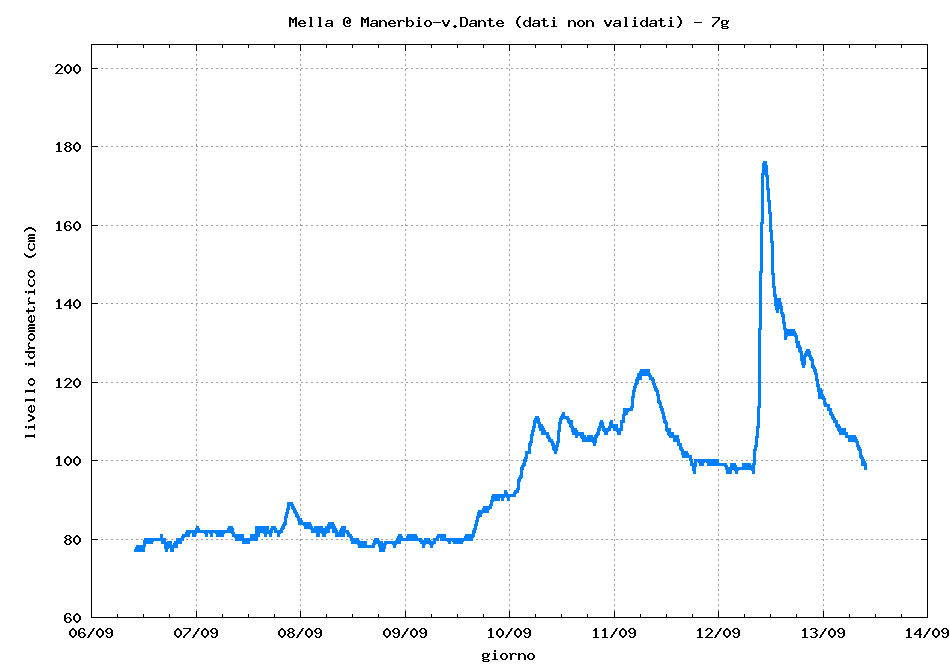 Mella @ Manerbio-v.Dante (dati non validati) - 7g
200
180
160
140
120
100
80
60
livello idrometrico (cm)
06/09 07/09 08/09 09/09 10/09 11/09 12/09 13/09 14/09
giorno